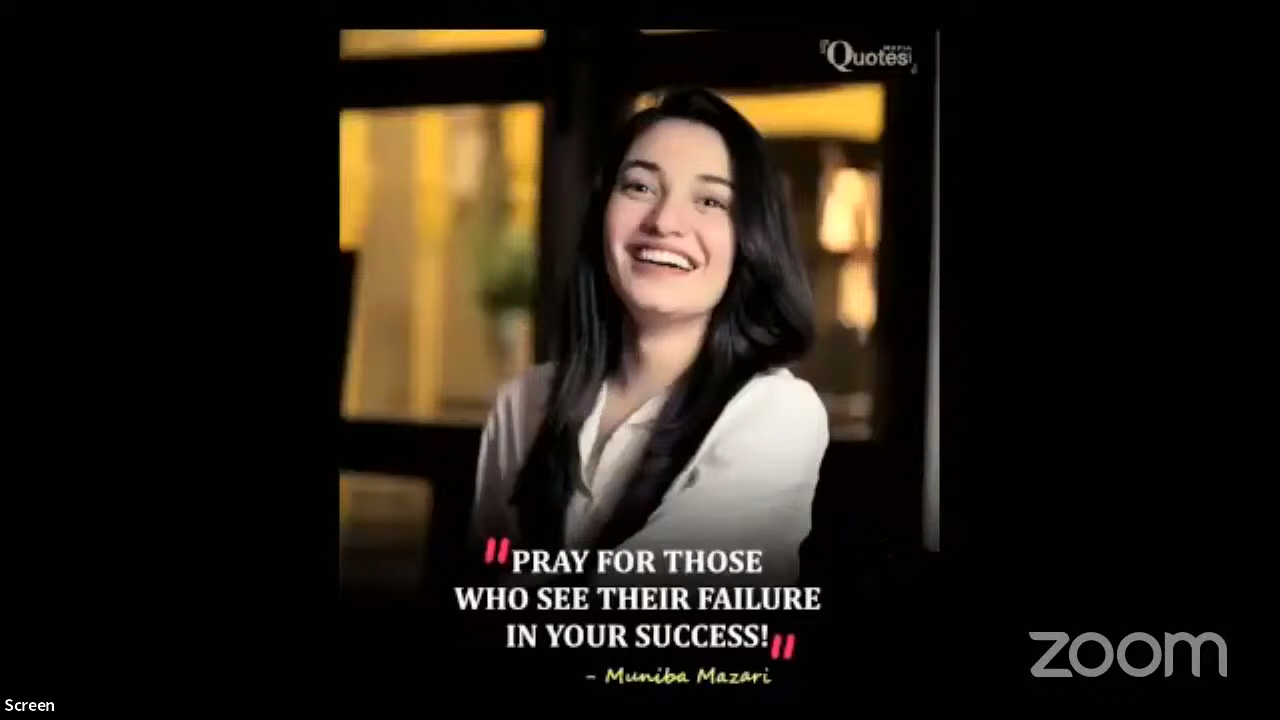 Quotes
"PRAY FOR THOSE
WHO SEE THEIR FAILURE
IN YOUR SUCCESS!"
- Muniba Mazari
zoom
Screen